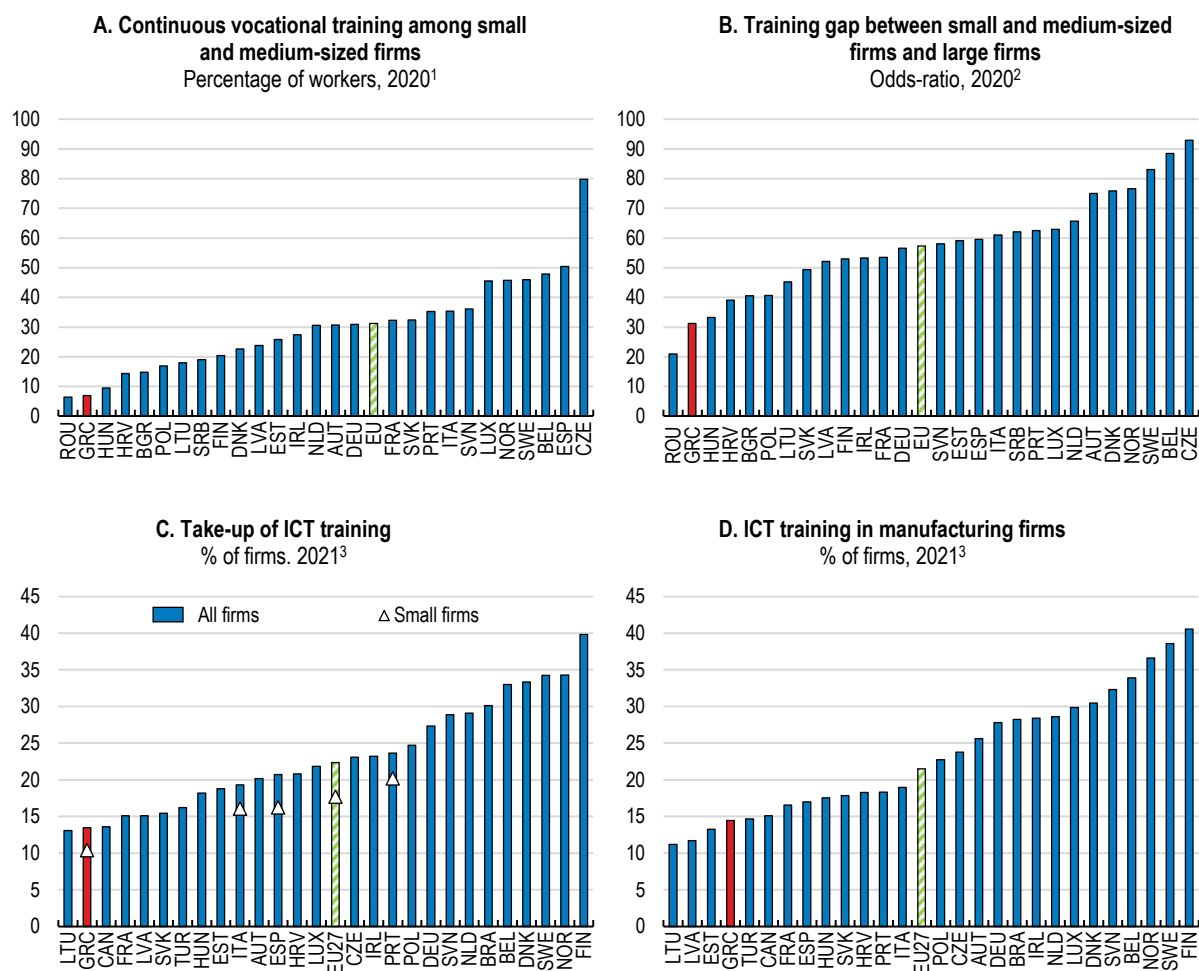 A. Continuous vocational training among small
and medium-sized firms
Percentage of workers, 2020¹
100
90
80
70
60
50
40
30
20
10
0
ROU
GRC
HUN
HRV
BGR
POL
LTU
SRB
FIN
DNK
LVA
EST
IRL
NLD
AUT
DEU
EU
FRA
SVK
PRT
ITA
SVN
LUX
NOR
SWE
BEL
ESP
CZE
B. Training gap between small and medium-sized
firms and large firms
Odds-ratio, 2020²
100
90
80
70
60
50
40
30
20
10
0
ROU
GRC
HUN
HRV
BGR
POL
LTU
SVK
LVA
FIN
IRL
FRA
DEU
EU
SVN
EST
ESP
ITA
SRB
PRT
LUX
NLD
AUT
DNK
NOR
SWE
BEL
CZE
C. Take-up of ICT training
% of firms. 2021³
45
40
35
30
25
20
15
10
5
0
All firms
Small firms
LTU
GRC
CAN
FRA
LVA
SVK
TUR
HUN
EST
ITA
AUT
ESP
HRV
LUX
EU27
CZE
IRL
PRT
POL
DEU
SVN
NLD
BRA
BEL
DNK
SWE
NOR
FIN
D. ICT training in manufacturing firms
% of firms, 2021³
45
40
35
30
25
20
15
10
5
0
LTU
LVA
EST
GRC
TUR
CAN
FRA
ESP
HUN
SVK
HRV
PRT
ITA
EU27
POL
CZE
AUT
DEU
BRA
IRL
NLD
LUX
DNK
SVN
BEL
NOR
SWE
FIN